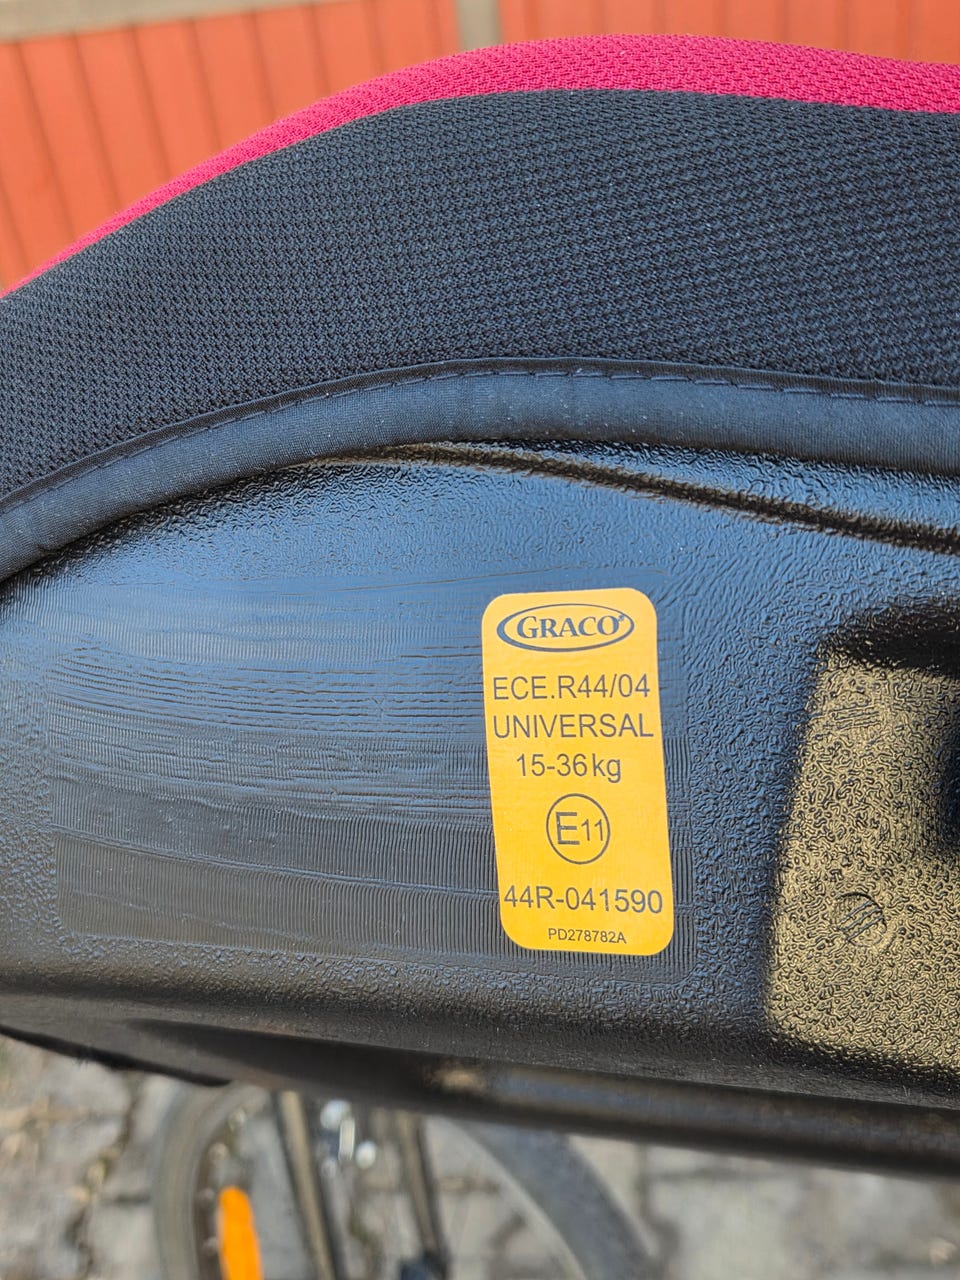 GRACO
ECE.R44/04
UNIVERSAL
15-36kg
E11
44R-041590
PD278782A